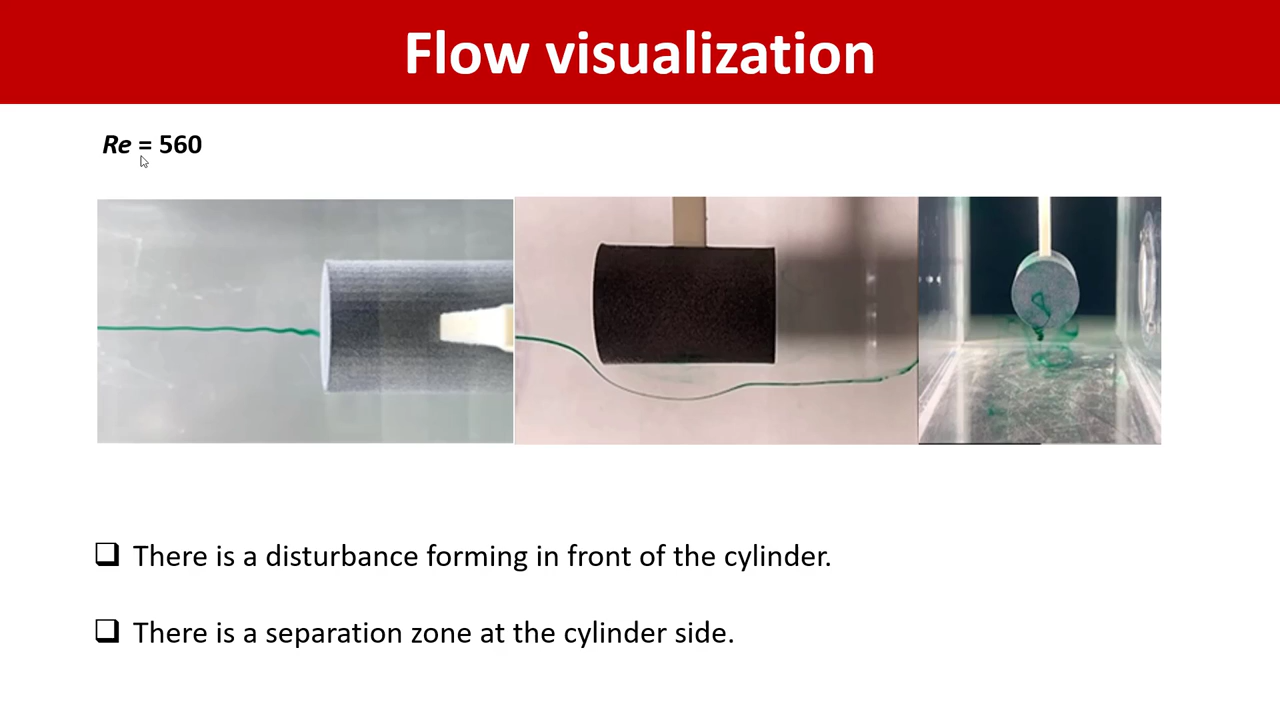 Flow visualization
Re = 560
There is a disturbance forming in front of the cylinder.
There is a separation zone at the cylinder side.